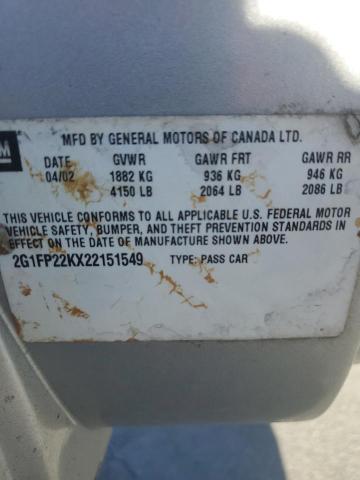 GM
MFD BY GENERAL MOTORS OF CANADA LTD.
DATE GVWR GAWR FRT GAWR RR
04/02 1882 KG 936 KG 946 KG
4150 LB 2064 LB 2086 LB
THIS VEHICLE CONFORMS TO ALL APPLICABLE U.S. FEDERAL MOTOR
VEHICLE SAFETY, BUMPER, AND THEFT PREVENTION STANDARDS IN
EFFECT ON THE DATE OF MANUFACTURE SHOWN ABOVE.
2G1FP22KX22151549 TYPE: PASS CAR